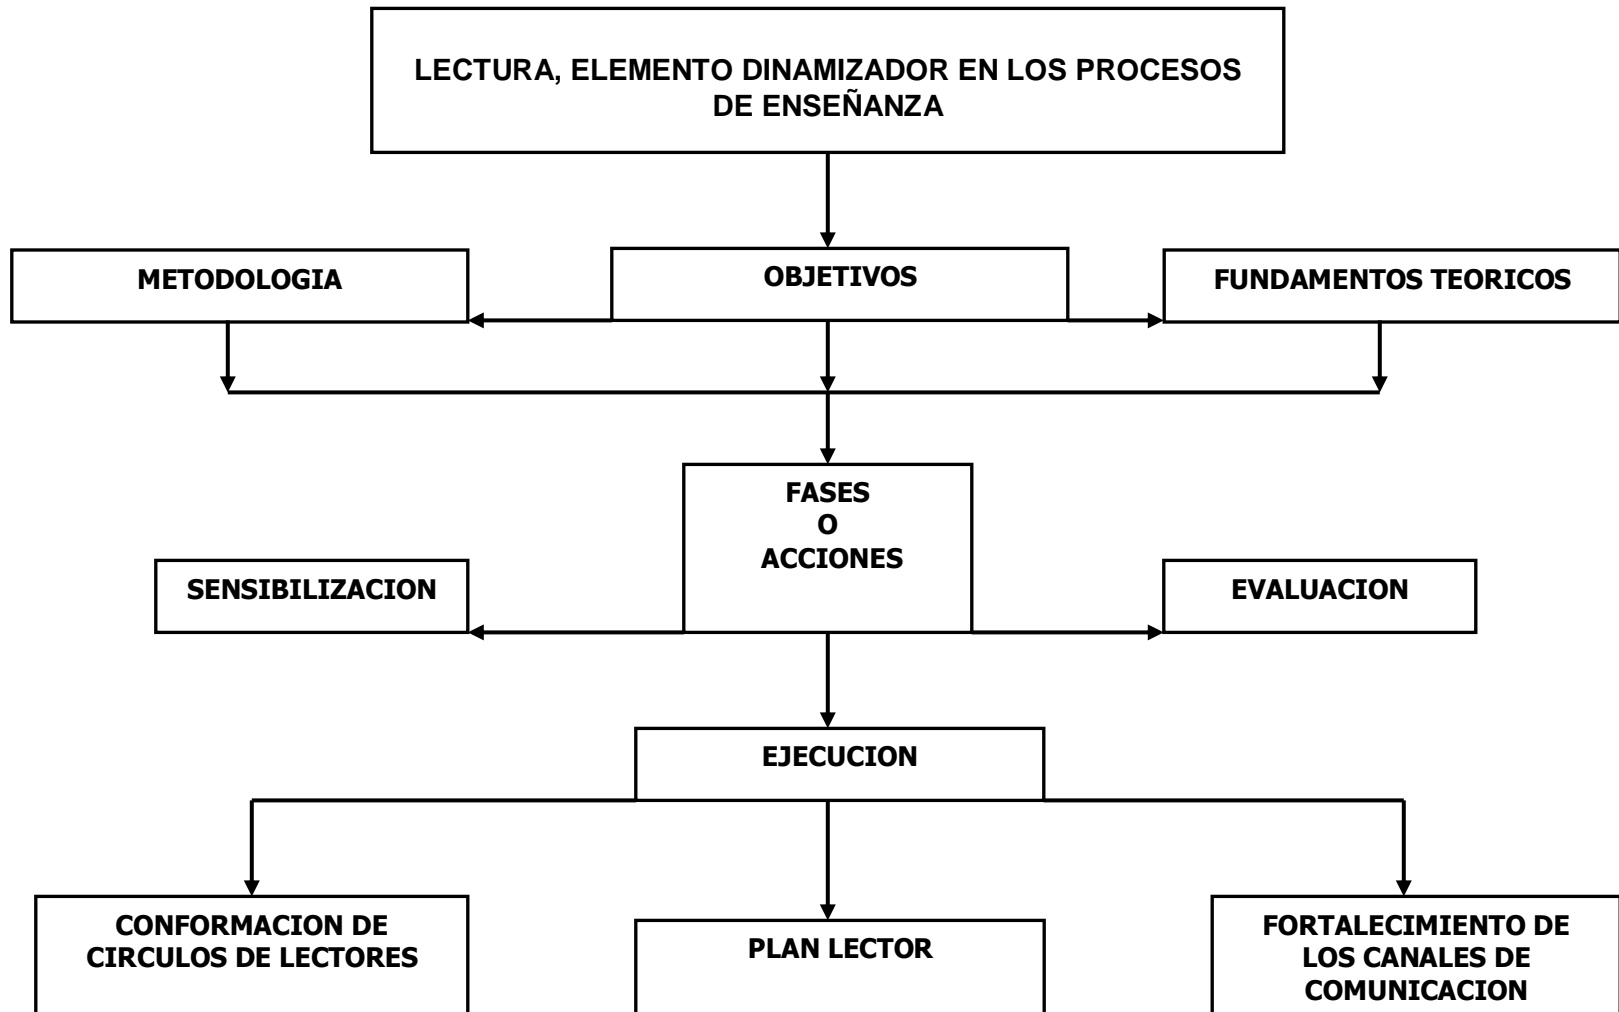 LECTURA, ELEMENTO DINAMIZADOR EN LOS PROCESOS
DE ENSEÑANZA
METODOLOGIA
OBJETIVOS
FUNDAMENTOS TEORICOS
FASES
O
ACCIONES
SENSIBILIZACION
EVALUACION
EJECUCION
CONFORMACION DE
CIRCULOS DE LECTORES
PLAN LECTOR
FORTALECIMIENTO DE
LOS CANALES DE
COMUNICACION